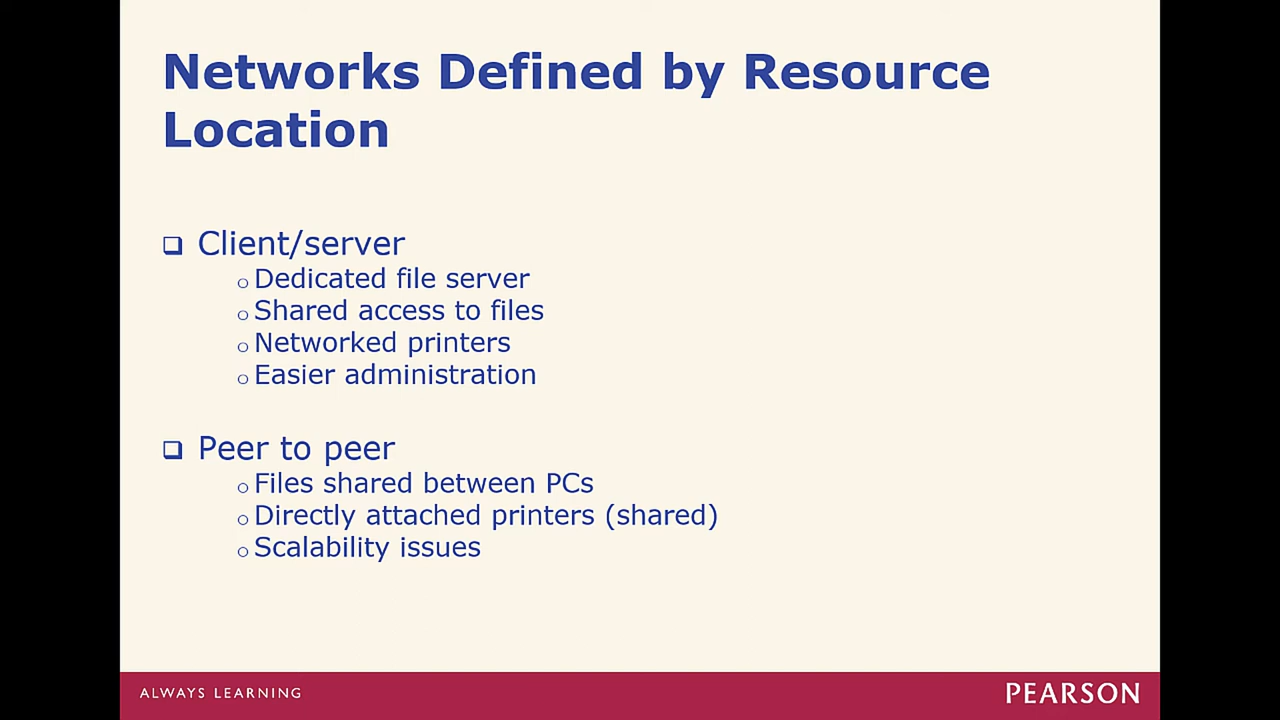 Networks Defined by Resource
Location
❑ Client/server
o Dedicated file server
o Shared access to files
o Networked printers
o Easier administration
❑ Peer to peer
o Files shared between PCs
o Directly attached printers (shared)
o Scalability issues
ALWAYS LEARNING
PEARSON